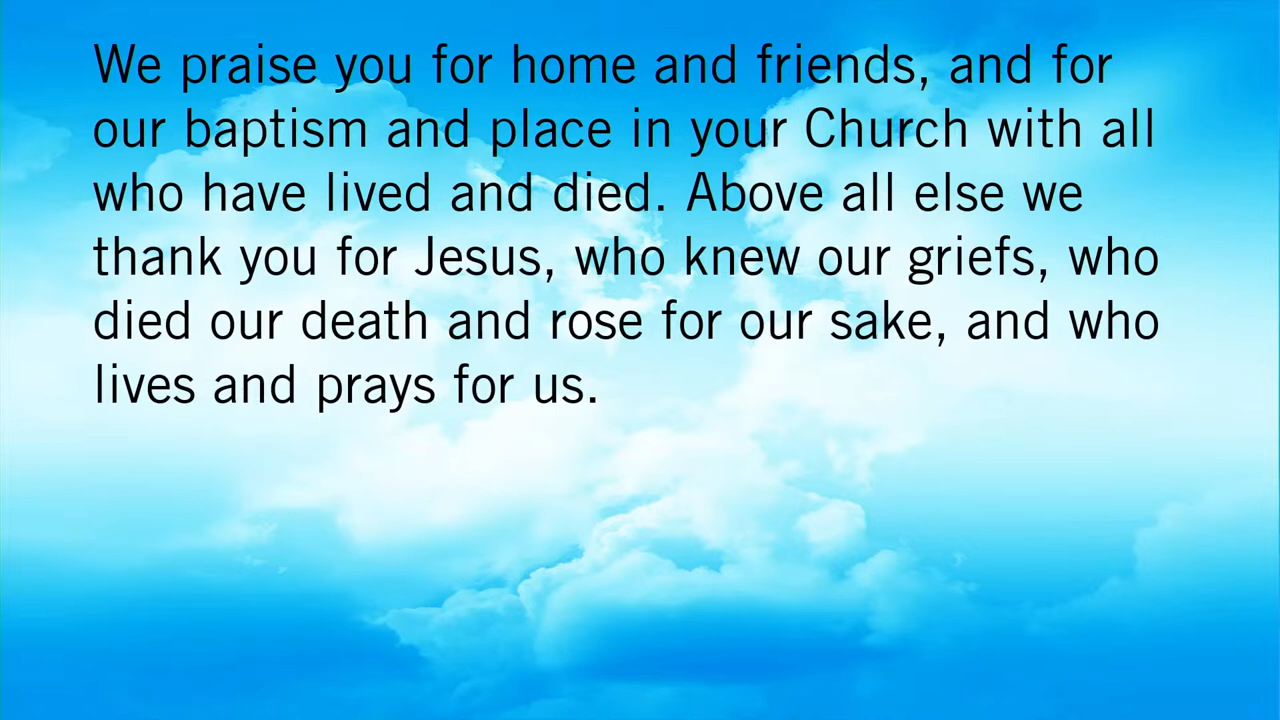 We praise you for home and friends, and for
our baptism and place in your Church with all
who have lived and died. Above all else we
thank you for Jesus, who knew our griefs, who
died our death and rose for our sake, and who
lives and prays for us.